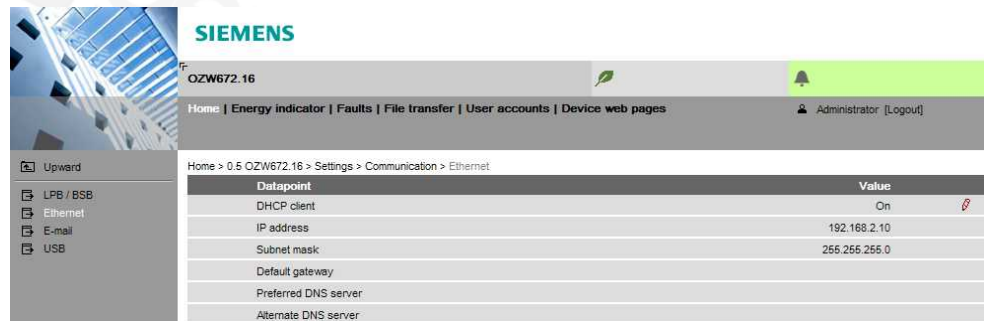 SIEMENS
OZW672.16
Home | Energy indicator | Faults | File transfer | User accounts | Device web pages
Administrator [Logout]
Upward
LPB / BSB
Ethernet
E-mail
USB
Home > 0.5 OZW672.16 > Settings > Communication > Ethernet
Datapoint Value
DHCP client On
IP address 192.168.2.10
Subnet mask 255.255.255.0
Default gateway
Preferred DNS server
Alternate DNS server